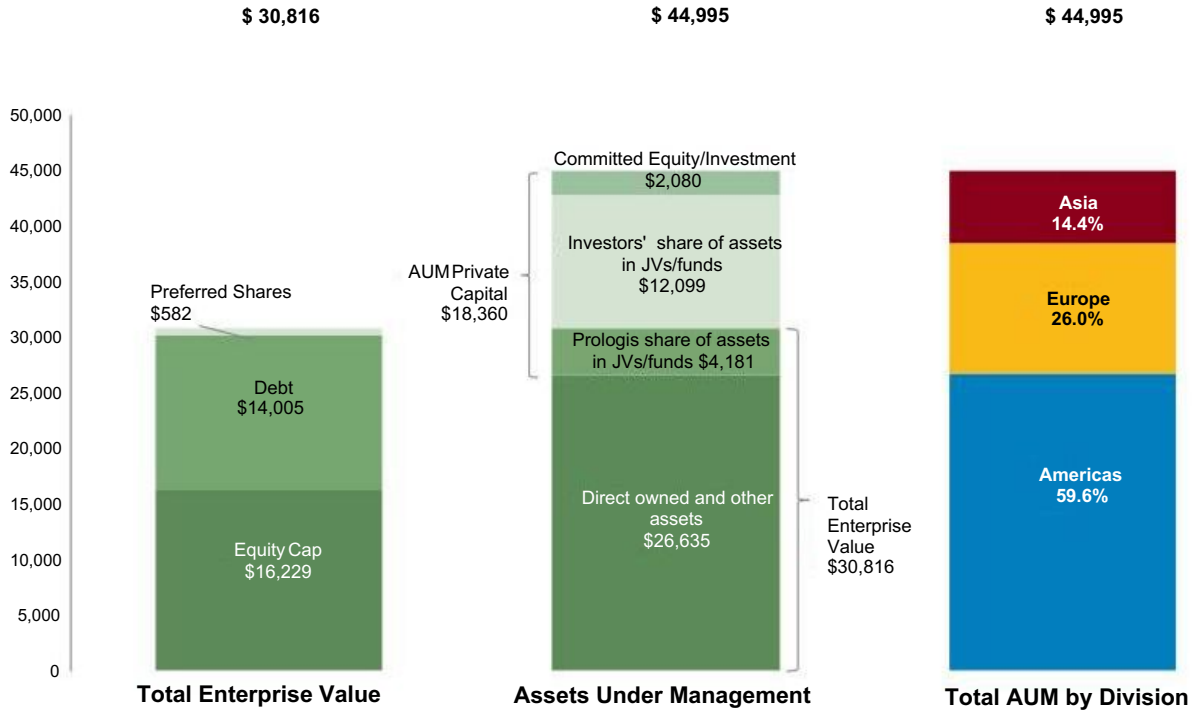 $ 30,816
$ 44,995
$ 44,995
50,000
45,000
40,000
35,000
30,000
25,000
20,000
15,000
10,000
5,000
0
Preferred Shares
$582
Debt
$14,005
Equity Cap
$16,229
Total Enterprise Value
AUM Private
Capital
$18,360
Committed Equity/Investment
$2,080
Investors' share of assets
in JVs/funds
$12,099
Prologis share of assets
in JVs/funds $4,181
Direct owned and other
assets
$26,635
Total
Enterprise
Value
$30,816
Assets Under Management
Asia
14.4%
Europe
26.0%
Americas
59.6%
Total AUM by Division